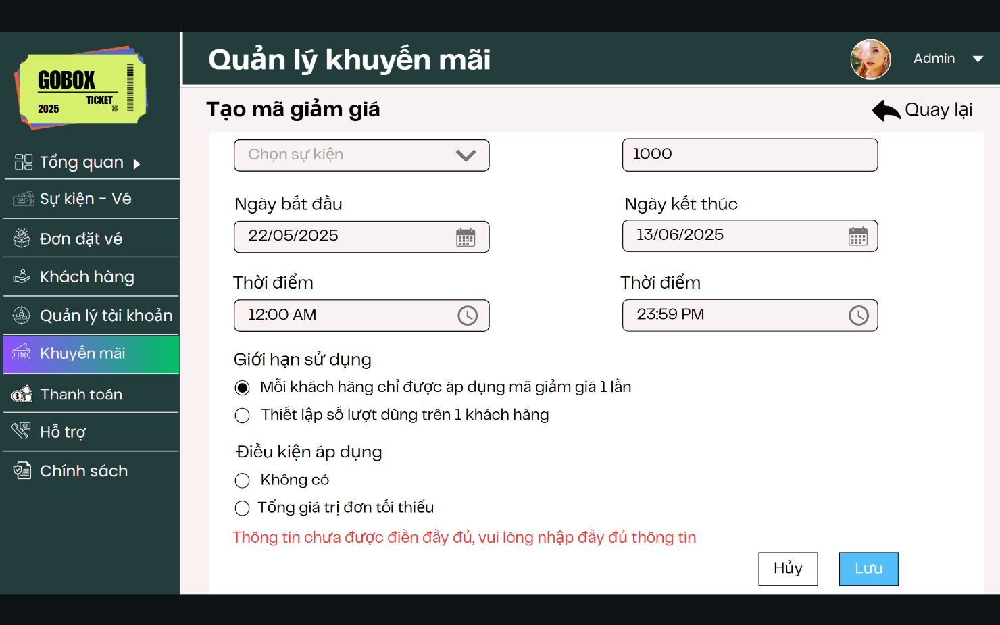 GOBOX
TICKET
2025
Tổng quan
Sự kiện - Vé
Đơn đặt vé
Khách hàng
Quản lý tài khoản
Khuyến mãi
Thanh toán
Hỗ trợ
Chính sách
Quản lý khuyến mãi
Admin
Tạo mã giảm giá
Quay lại
Chọn sự kiện
1000
Ngày bắt đầu
Ngày kết thúc
22/05/2025
13/06/2025
Thời điểm
Thời điểm
12:00 AM
23:59 PM
Giới hạn sử dụng
Mỗi khách hàng chỉ được áp dụng mã giảm giá 1 lần
Thiết lập số lượt dùng trên 1 khách hàng
Điều kiện áp dụng
Không có
Tổng giá trị đơn tối thiểu
Thông tin chưa được điền đầy đủ, vui lòng nhập đầy đủ thông tin
Hủy
Lưu